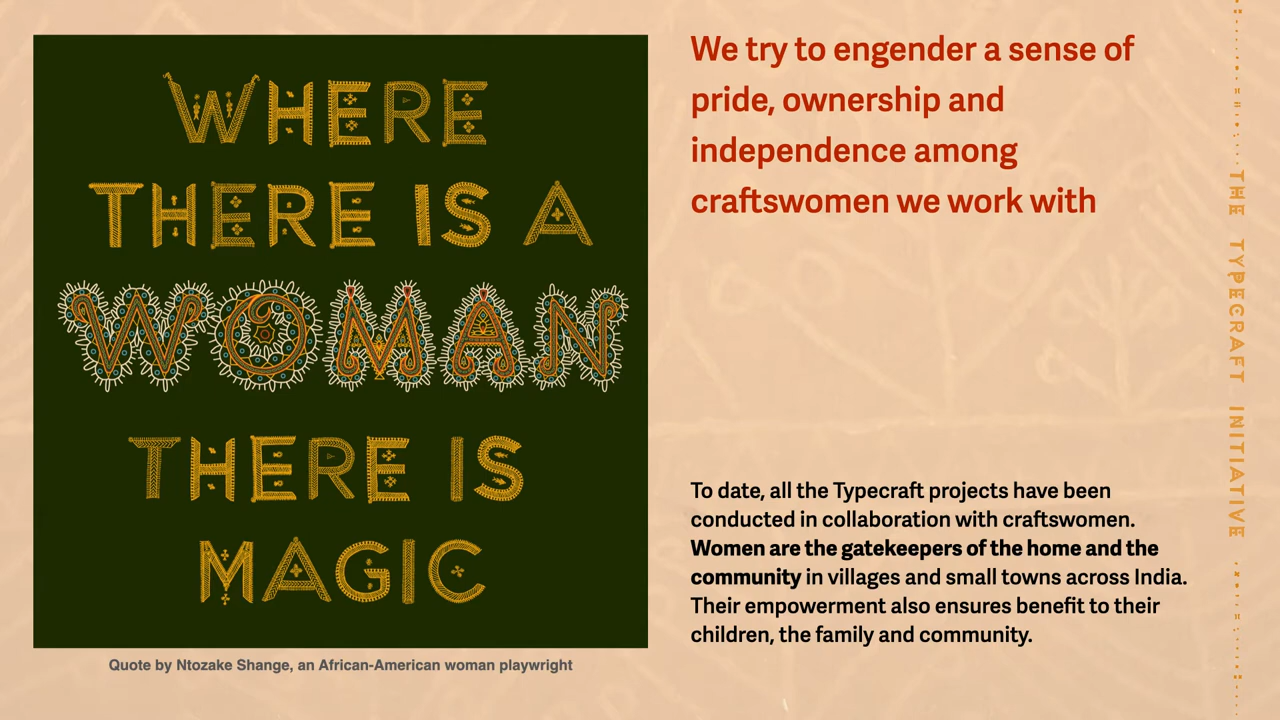 WHERE
THERE IS A
WOMAN
THERE IS
MAGIC
Quote by Ntozake Shange, an African-American woman playwright
We try to engender a sense of
pride, ownership and
independence among
craftswomen we work with
To date, all the Typecraft projects have been
conducted in collaboration with craftswomen.
Women are the gatekeepers of the home and the
community in villages and small towns across India.
Their empowerment also ensures benefit to their
children, the family and community.
THE TYPECRAFT INITIATIVE